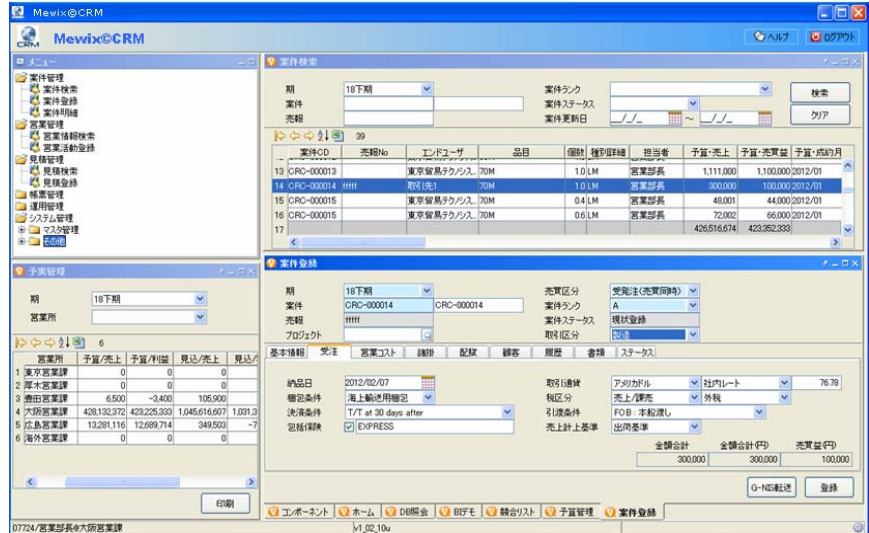 Mewix©CRM
CRM Mewix©CRM ヘルプ ログアウト
メニュー
案件管理
案件検索
案件登録
案件明細
営業管理
営業情報検索
営業活動登録
見積管理
見積検索
見積登録
帳票管理
運用管理
システム管理
マスタ管理
その他
案件検索
期 18下期 案件ランク 検索
案件 案件ステータス
売報 案件更新日 _/_/_ ～ _/_/_ クリア
39
案件CD 売報No エンドユーザ 品目 個数 種別詳細 担当者 予算・売上 予算・売買益 予算・成約月
13 CRC-000013 東京貿易テクノシス.. 70M 1.0 LM 営業部長 1,111,000 1,100,000 2012/01
14 CRC-000014 fffff 取引先1 70M 1.0 LM 営業部長 300,000 100,000 2012/01
15 CRC-000015 東京貿易テクノシス.. 70M 0.4 LM 営業部長 48,001 44,000 2012/01
16 CRC-000015 東京貿易テクノシス.. 70M 0.6 LM 営業部長 72,002 66,000 2012/01
17 426,516,674 423,352,333
予実管理
期 18下期
営業所
6
営業所 予算/売上 予算/利益 見込/売上 見込/
1 東京営業課 0 0 0
2 厚木営業課 0 0 0
3 豊田営業課 6,500 -3,400 105,900
4 大阪営業課 428,132,372 423,225,333 1,045,616,607 1,031,3
5 広島営業課 13,281,116 12,689,714 349,503 -7
6 海外営業課 0 0 0
印刷
案件登録
期 18下期 売買区分 受発注(売買同時)
案件 CRC-000014 CRC-000014 案件ランク A
売報 fffff 案件ステータス 現状登録
プロジェクト 取引区分 製造
基本情報 受注 営業コスト 諸掛 配賦 顧客 履歴 書類 ステータス
納品日 2012/02/07 取引通貨 アメリカドル 社内レート 76.78
梱包条件 海上輸送用梱包 税区分 売上/課売 外税
決済条件 T/T at 30 days after 引渡条件 FOB：本船渡し
包括保険 EXPRESS 売上計上基準 出荷基準
金額合計 金額合計(円) 売買益(円)
300,000 300,000 100,000
G-NIS転送 登録
コンポーネント ホーム DB照会 BIデモ 競合リスト 予算管理 案件登録
07724/営業部長@大阪営業課 v1_02_10u